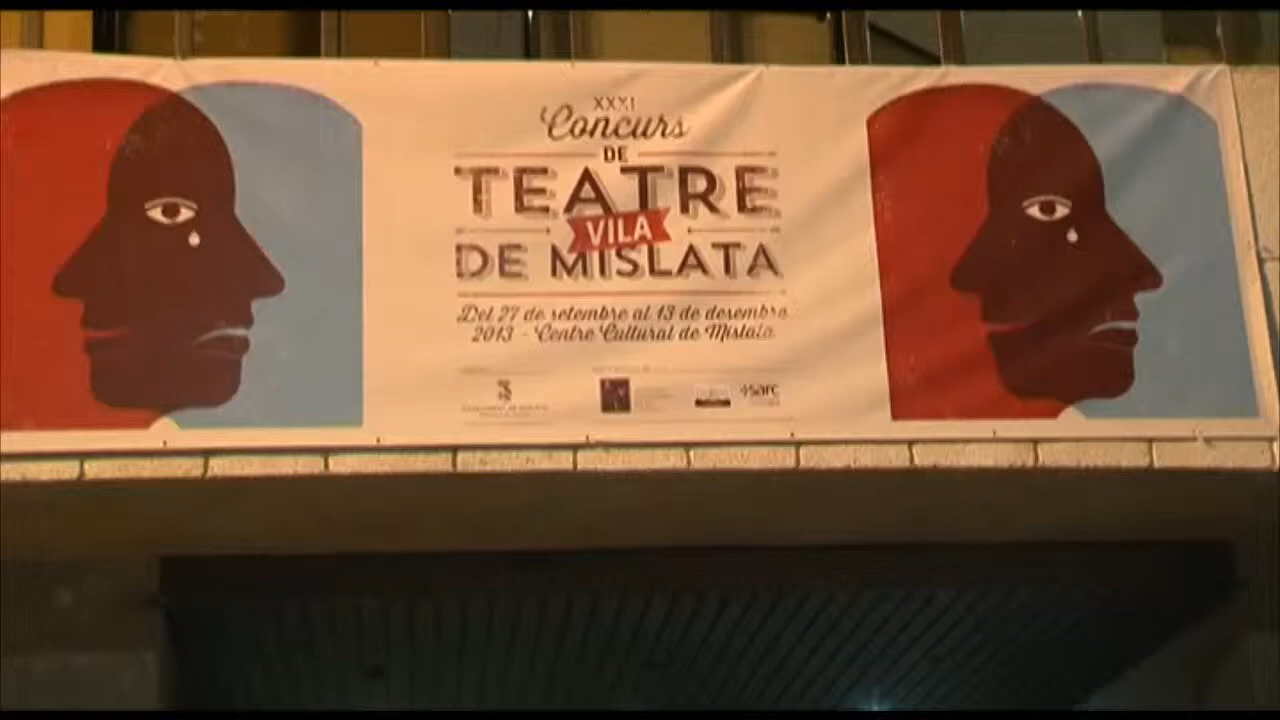 XXXI
Concurs
DE
TEATRE
VILA
DE MISLATA
Del 27 de setembre al 13 de desembre
2013 - Centre Cultural de Mislata
sarc